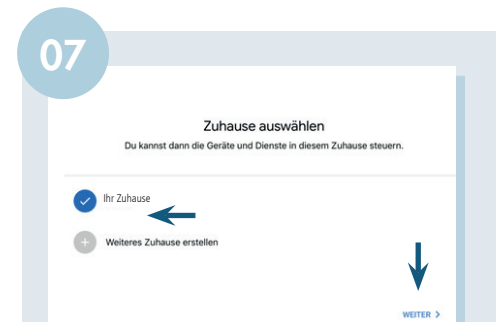 07
Zuhause auswählen
Du kannst dann die Geräte und Dienste in diesem Zuhause steuern.
Ihr Zuhause
Weiteres Zuhause erstellen
WEITER